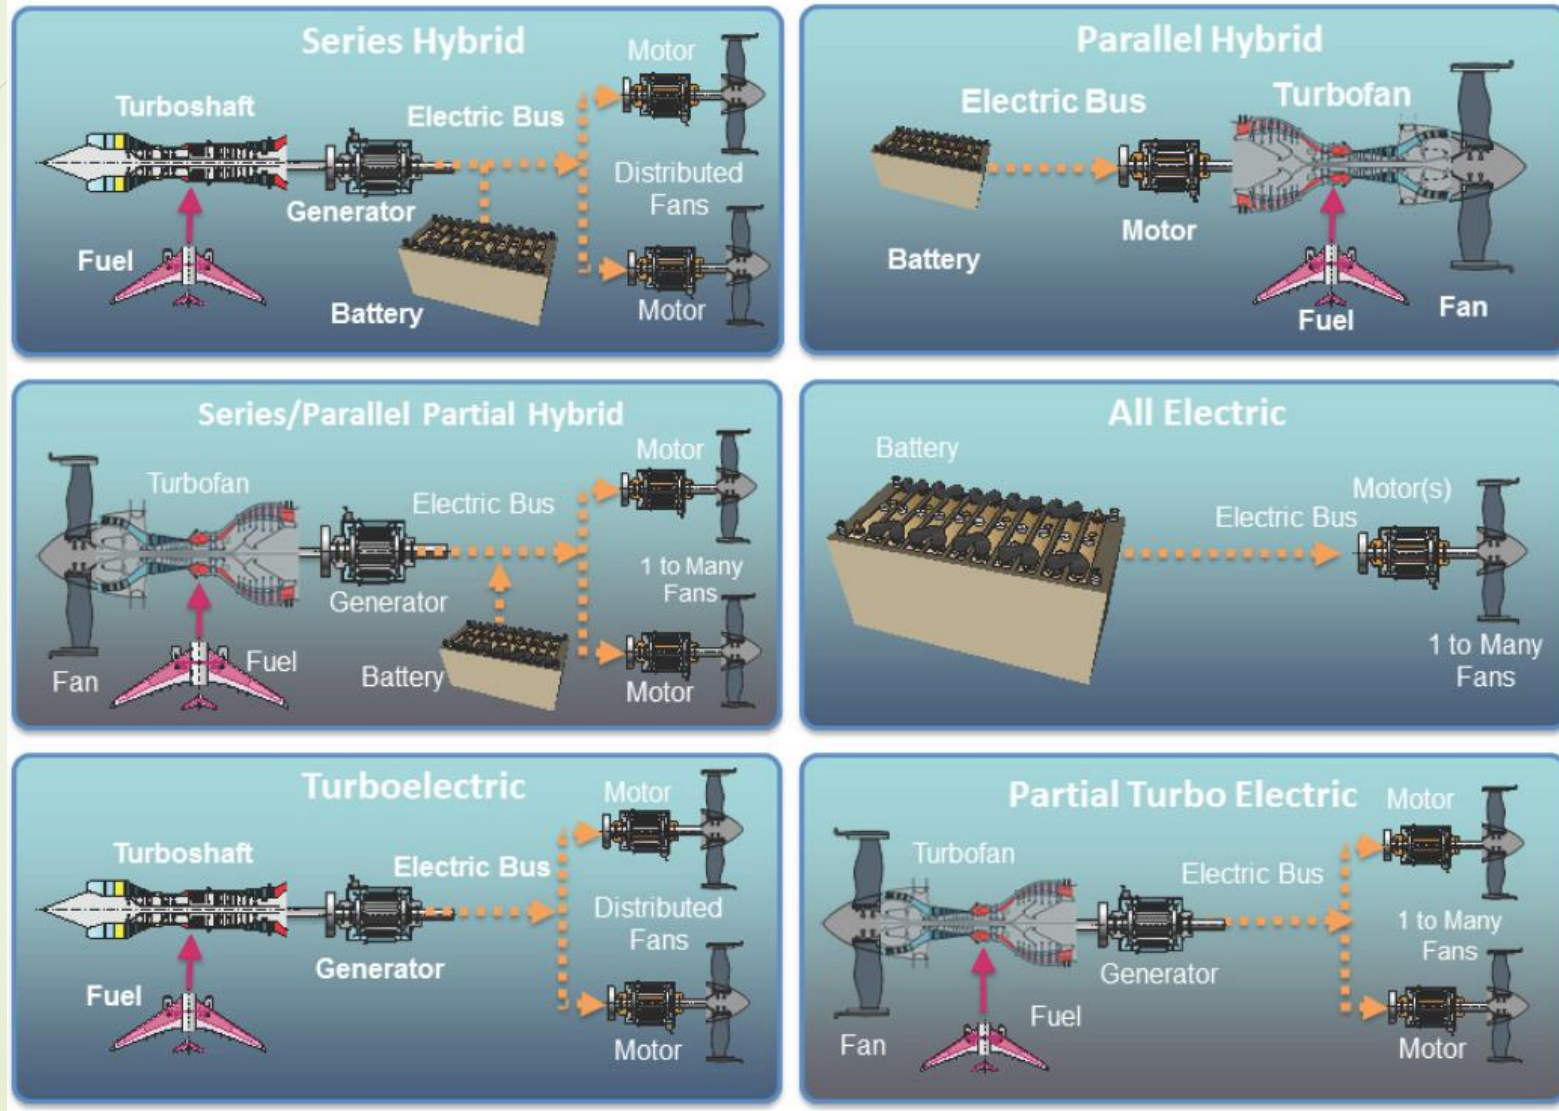 Series Hybrid
Motor
Turboshaft
Electric Bus
Distributed
Fans
Generator
Fuel
Battery
Motor
Parallel Hybrid
Electric Bus
Turbofan
Motor
Battery
Fuel
Fan
Series/Parallel Partial Hybrid
Motor
Turbofan
Electric Bus
1 to Many
Fans
Generator
Fuel
Fan
Battery
Motor
All Electric
Battery
Motor(s)
Electric Bus
1 to Many
Fans
Turboelectric
Motor
Turboshaft
Electric Bus
Distributed
Fans
Generator
Fuel
Motor
Partial Turbo Electric
Motor
Turbofan
Electric Bus
1 to Many
Fans
Generator
Fuel
Fan
Motor